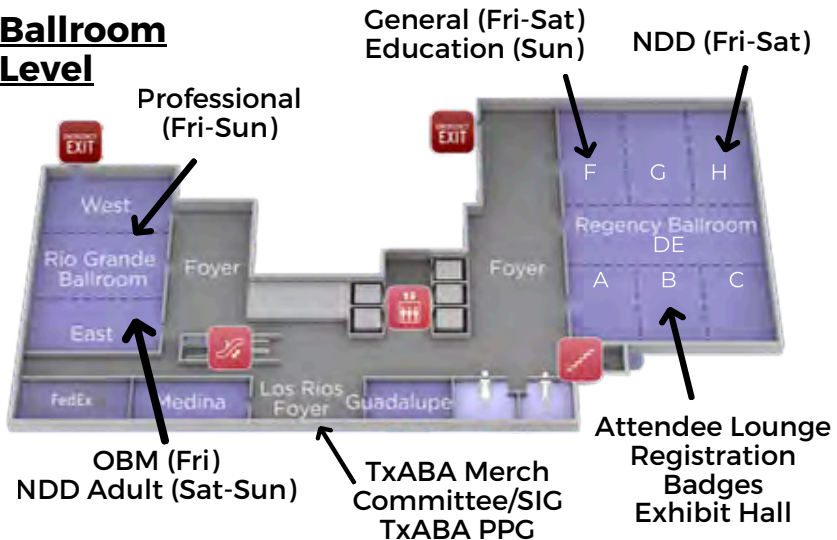 Ballroom
Level
General (Fri-Sat)
Education (Sun)
NDD (Fri-Sat)
Professional
(Fri-Sun)
EMERGENCY
EXIT
EMERGENCY
EXIT
West
Rio Grande
Ballroom
East
Foyer
Foyer
F
G
H
Regency Ballroom
DE
A
B
C
FedEx
Medina
Los Rios
Foyer
Guadalupe
OBM (Fri)
NDD Adult (Sat-Sun)
TxABA Merch
Committee/SIG
TxABA PPG
Attendee Lounge
Registration
Badges
Exhibit Hall